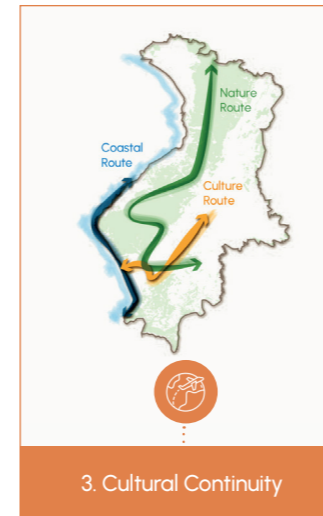 Nature
Route
Coastal
Route
Culture
Route
3. Cultural Continuity